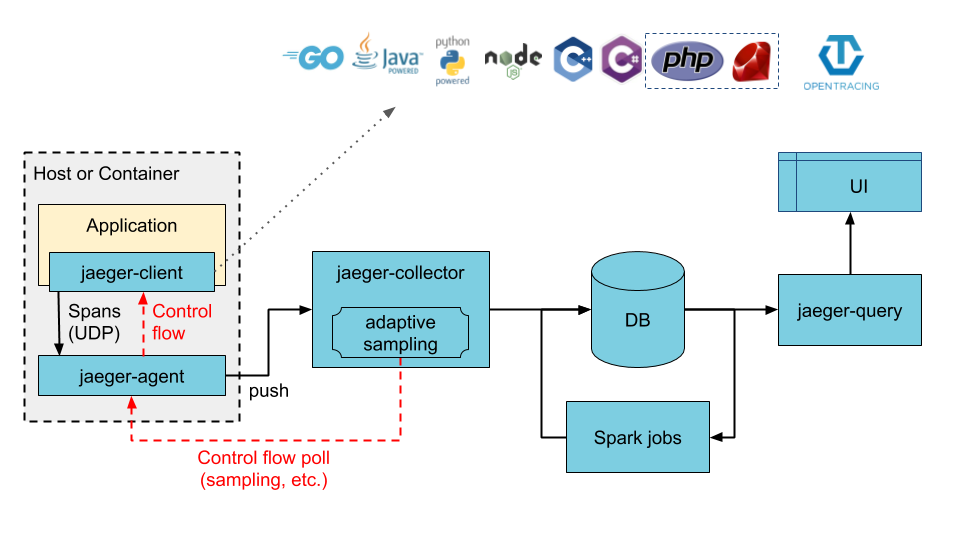 GO
Java
POWERED
python
powered
node
JS
C++
C#
php
OPENTRACING
Host or Container
Application
jaeger-client
Spans
(UDP)
Control
flow
jaeger-agent
push
jaeger-collector
adaptive
sampling
Control flow poll
(sampling, etc.)
DB
Spark jobs
UI
jaeger-query